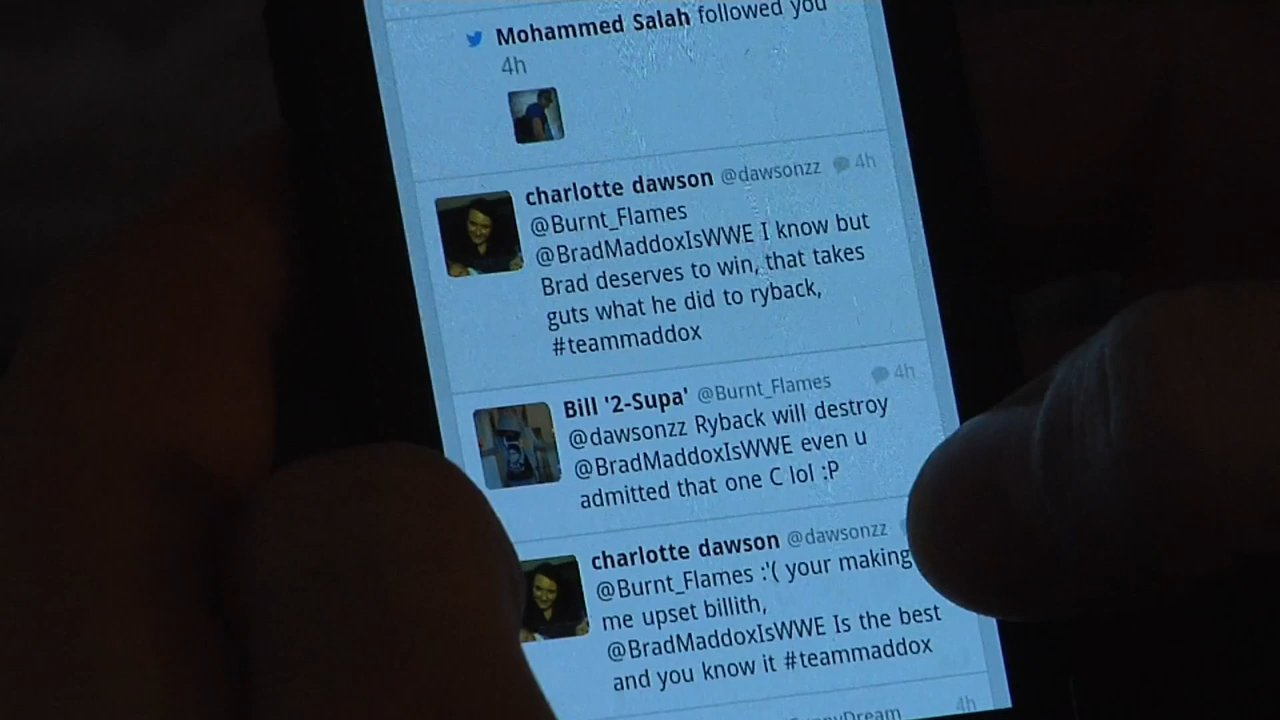 Mohammed Salah followed you
4h
charlotte dawson @dawsonzz 4h
@Burnt_Flames
@BradMaddoxIsWWE I know but
Brad deserves to win, that takes
guts what he did to ryback,
#teammaddox
Bill '2-Supa' @Burnt_Flames 4h
@dawsonzz Ryback will destroy
@BradMaddoxIsWWE even u
admitted that one C lol :P
charlotte dawson @dawsonzz
@Burnt_Flames :'( your making
me upset billith,
@BradMaddoxIsWWE Is the best
and you know it #teammaddox
4h